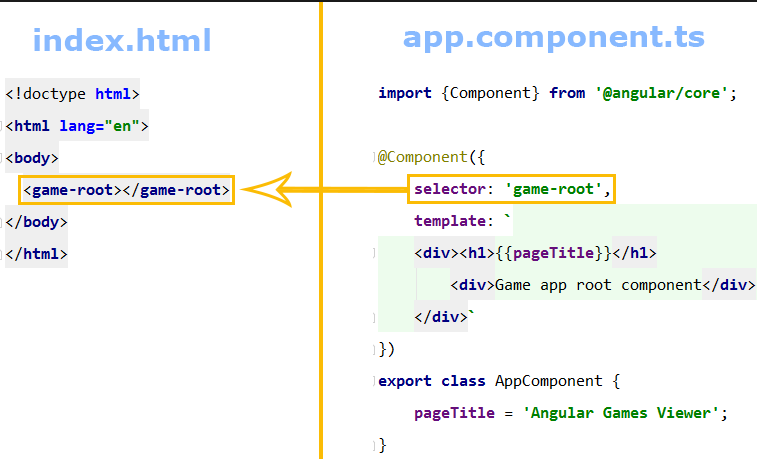 index.html
<!doctype html>
<html lang="en">
<body>
<game-root></game-root>
</body>
</html>
app.component.ts
import {Component} from '@angular/core';
@Component({
selector: 'game-root',
template: `
<div><h1>{{pageTitle}}</h1>
<div>Game app root component</div>
</div>`
})
export class AppComponent {
pageTitle = 'Angular Games Viewer';
}